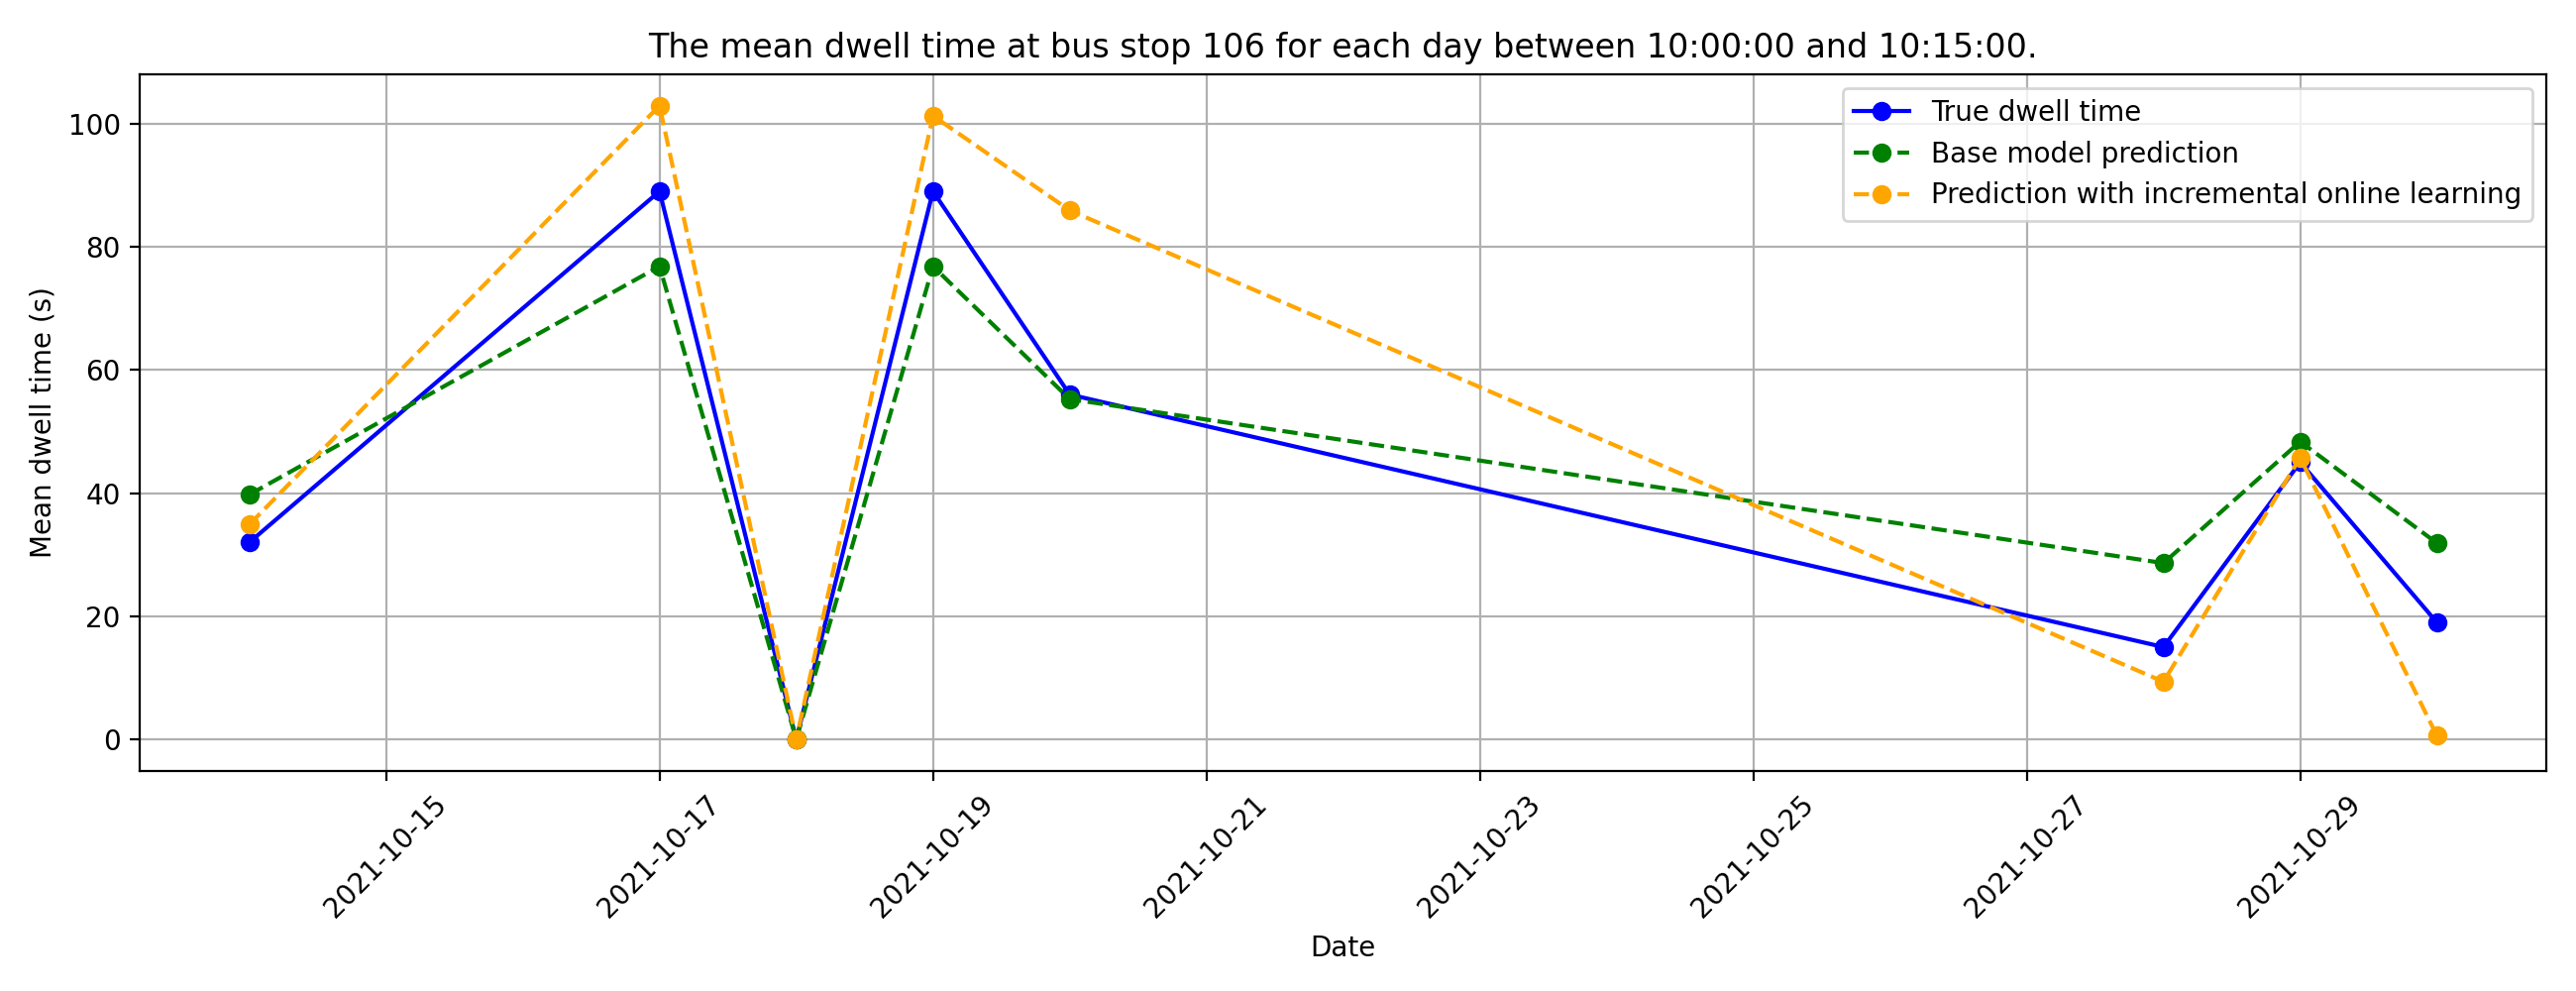 The mean dwell time at bus stop 106 for each day between 10:00:00 and 10:15:00.
True dwell time
Base model prediction
Prediction with incremental online learning
Mean dwell time (s)
100
80
60
40
20
0
2021-10-15
2021-10-17
2021-10-19
2021-10-21
2021-10-23
2021-10-25
2021-10-27
2021-10-29
Date